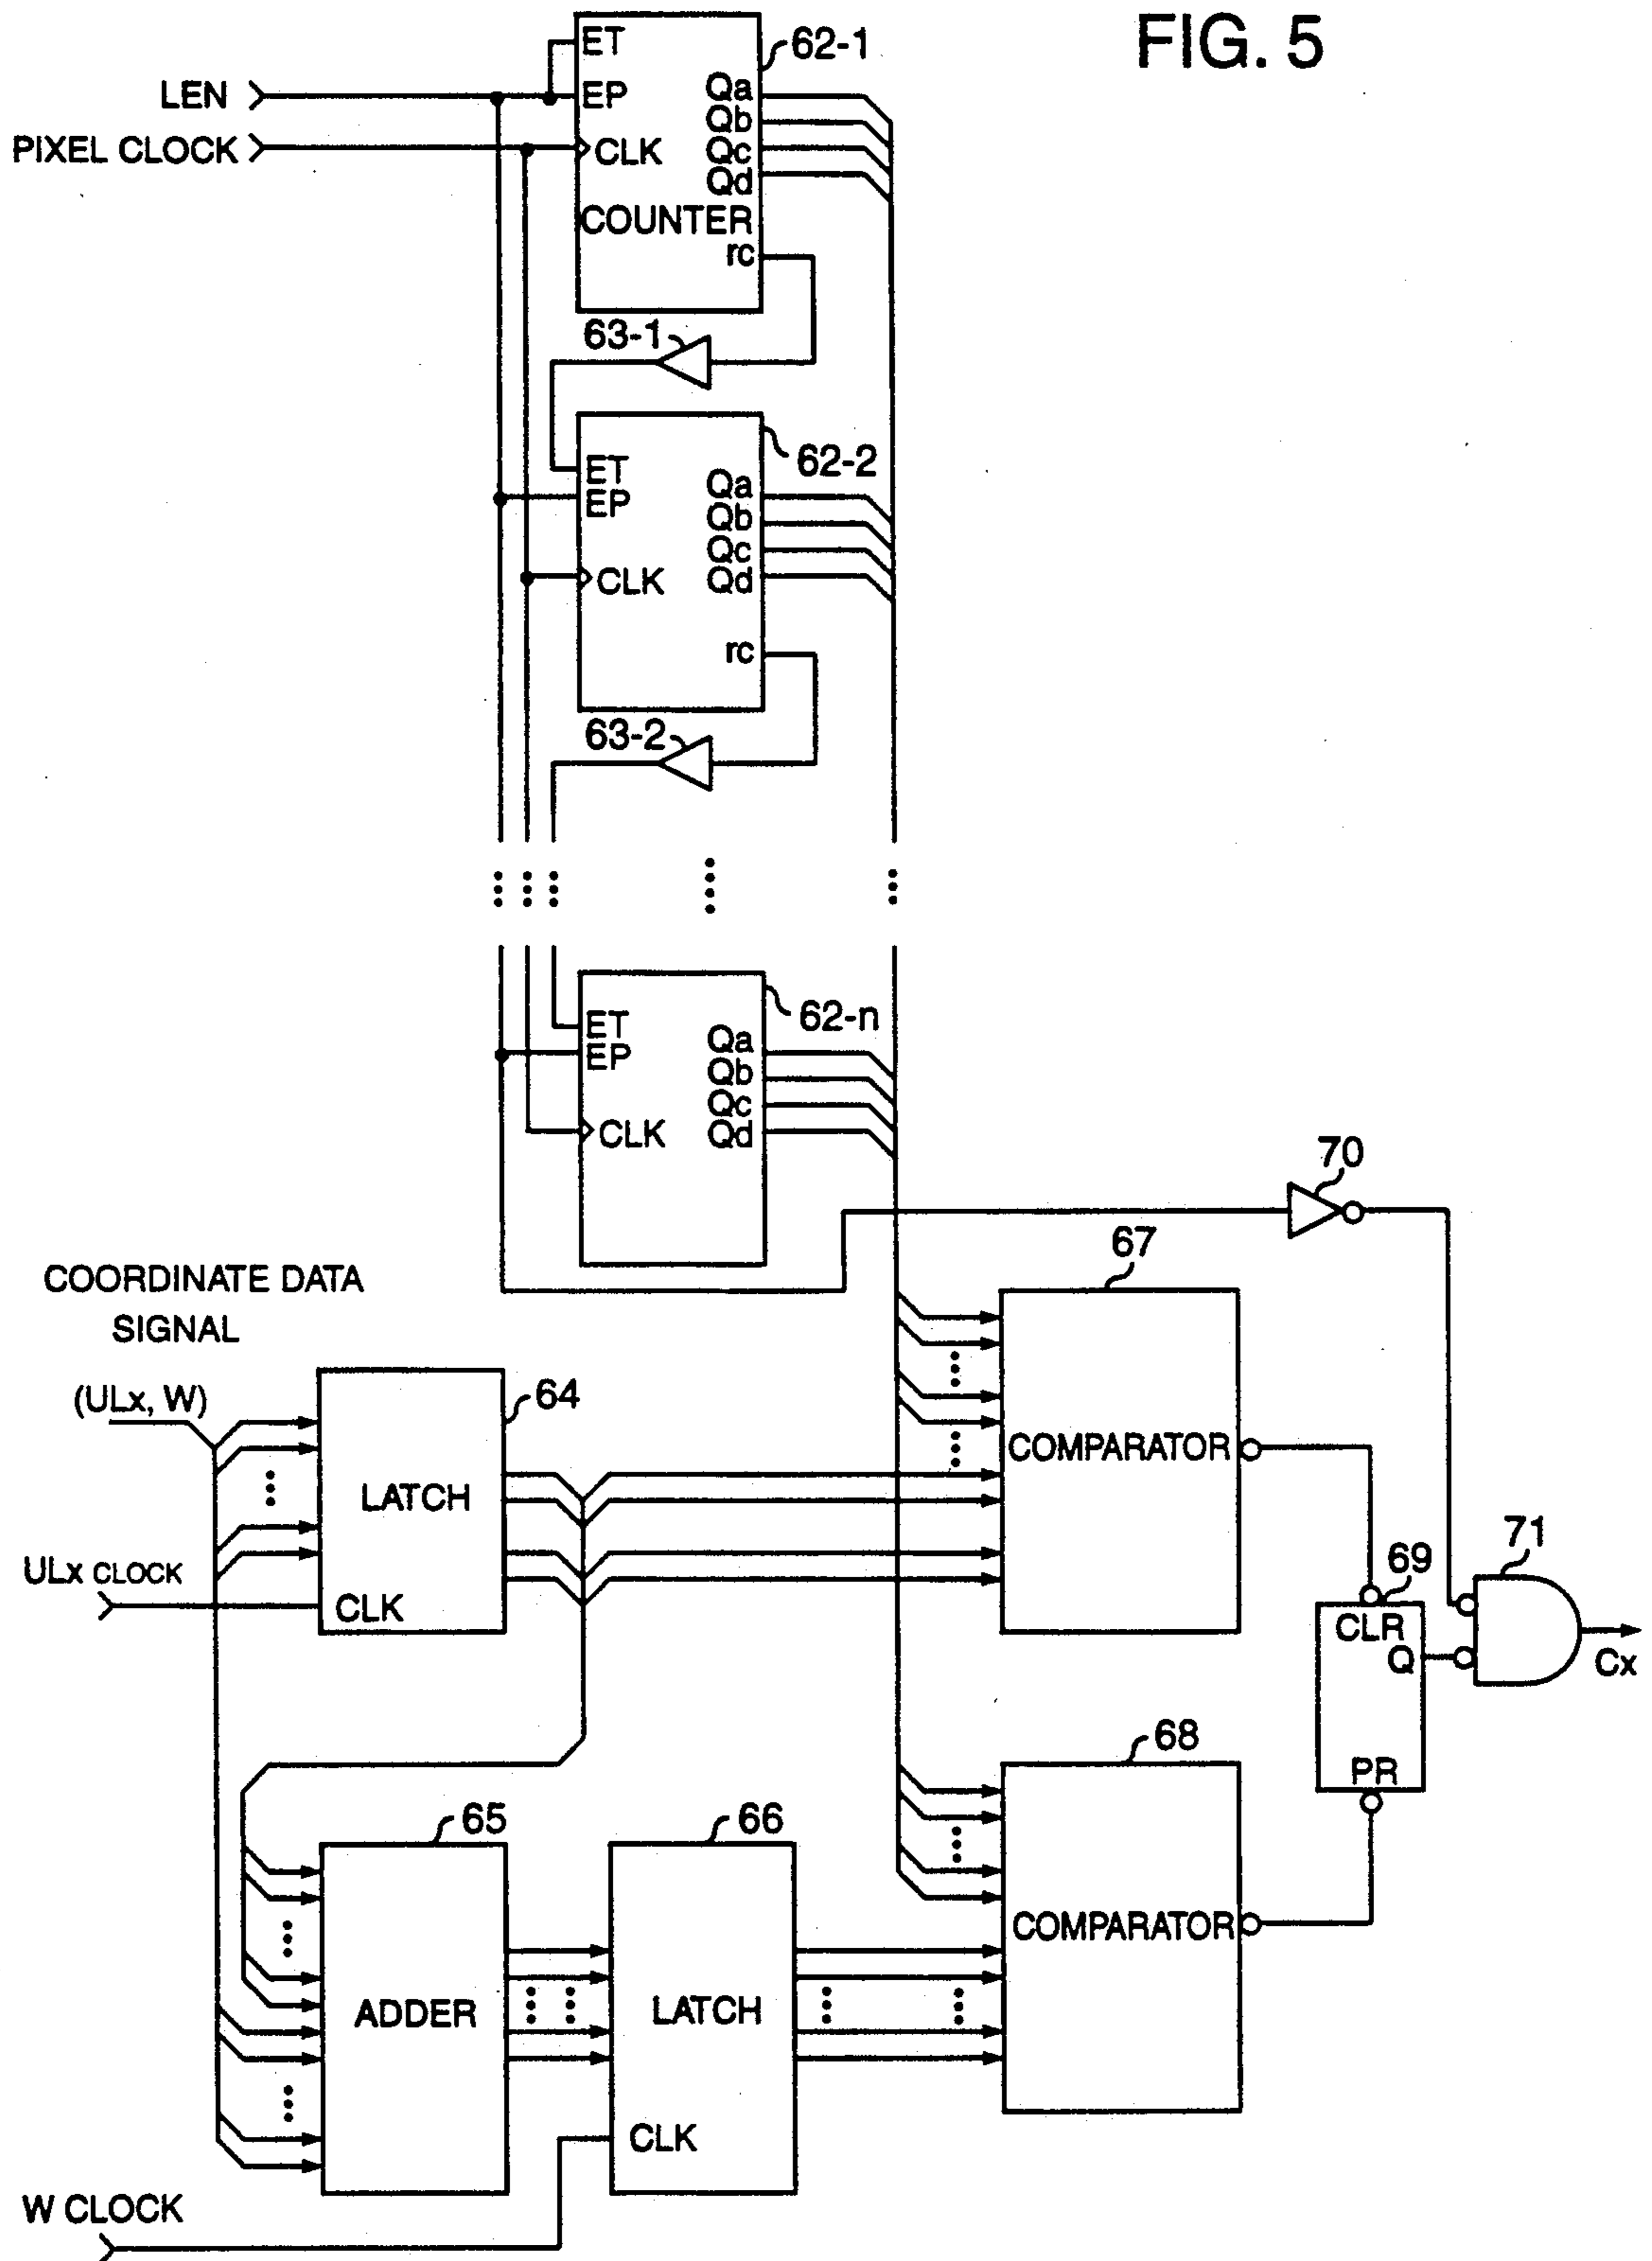 FIG. 5
LEN
PIXEL CLOCK
ET
EP
CLK
COUNTER
Qa
Qb
Qc
Qd
rc
62-1
63-1
ET
EP
CLK
Qa
Qb
Qc
Qd
rc
62-2
63-2
ET
EP
CLK
Qa
Qb
Qc
Qd
62-n
70
COORDINATE DATA
SIGNAL
(ULx, W)
LATCH
CLK
64
ULx CLOCK
67
COMPARATOR
69
CLR
Q
PR
71
Cx
68
COMPARATOR
65
ADDER
66
LATCH
CLK
W CLOCK